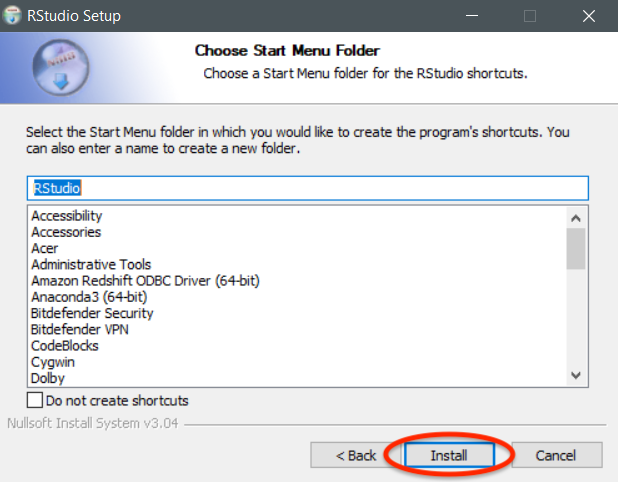 RStudio Setup
Choose Start Menu Folder
Choose a Start Menu folder for the RStudio shortcuts.
Select the Start Menu folder in which you would like to create the program's shortcuts. You
can also enter a name to create a new folder.
RStudio
Accessibility
Accessories
Acer
Administrative Tools
Amazon Redshift ODBC Driver (64-bit)
Anaconda3 (64-bit)
Bitdefender Security
Bitdefender VPN
CodeBlocks
Cygwin
Dolby
Do not create shortcuts
Nullsoft Install System v3.04
< Back Install Cancel